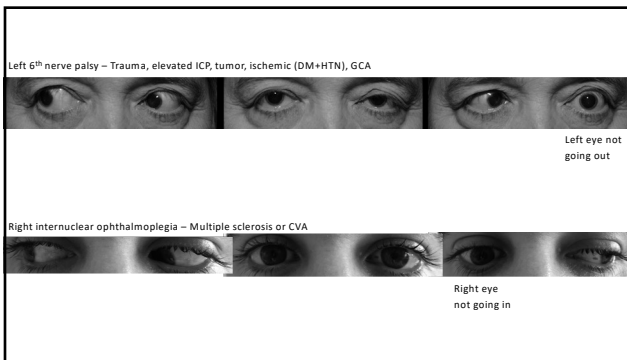 Left 6th nerve palsy – Trauma, elevated ICP, tumor, ischemic (DM+HTN), GCA
Left eye not
going out
Right internuclear ophthalmoplegia – Multiple sclerosis or CVA
Right eye
not going in